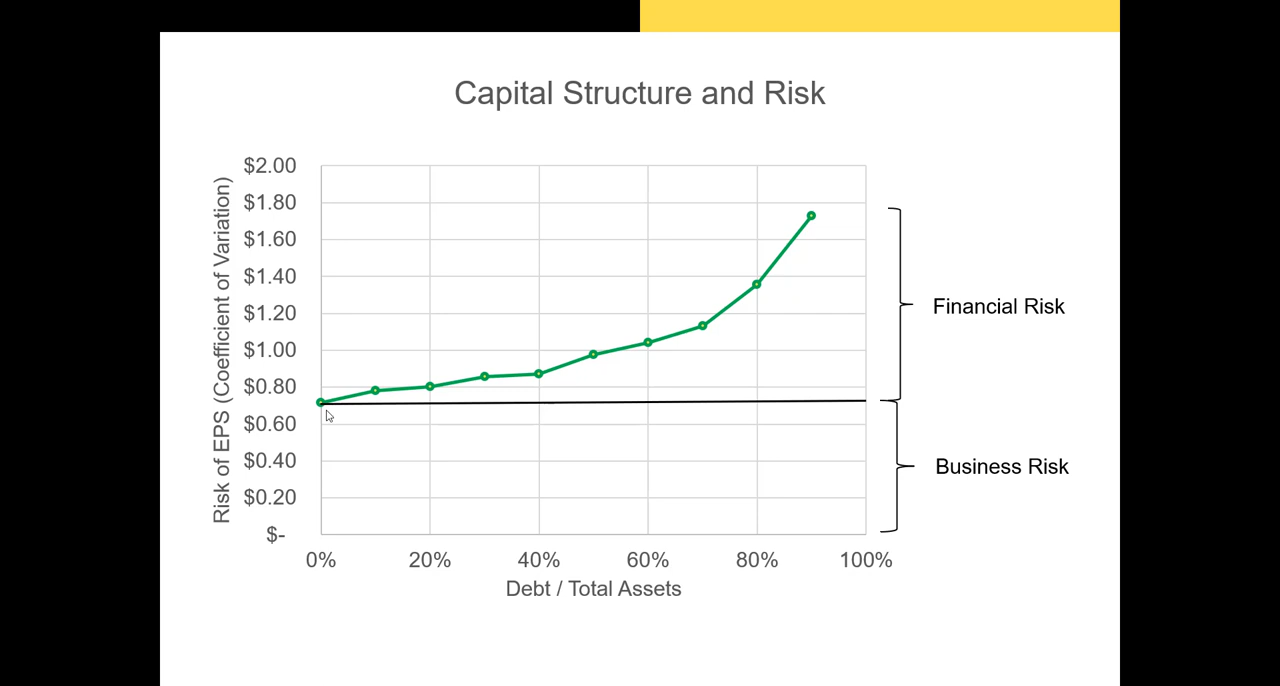 Capital Structure and Risk
Risk of EPS (Coefficient of Variation)
$2.00
$1.80
$1.60
$1.40
$1.20
$1.00
$0.80
$0.60
$0.40
$0.20
$-
0% 20% 40% 60% 80% 100%
Debt / Total Assets
Financial Risk
Business Risk